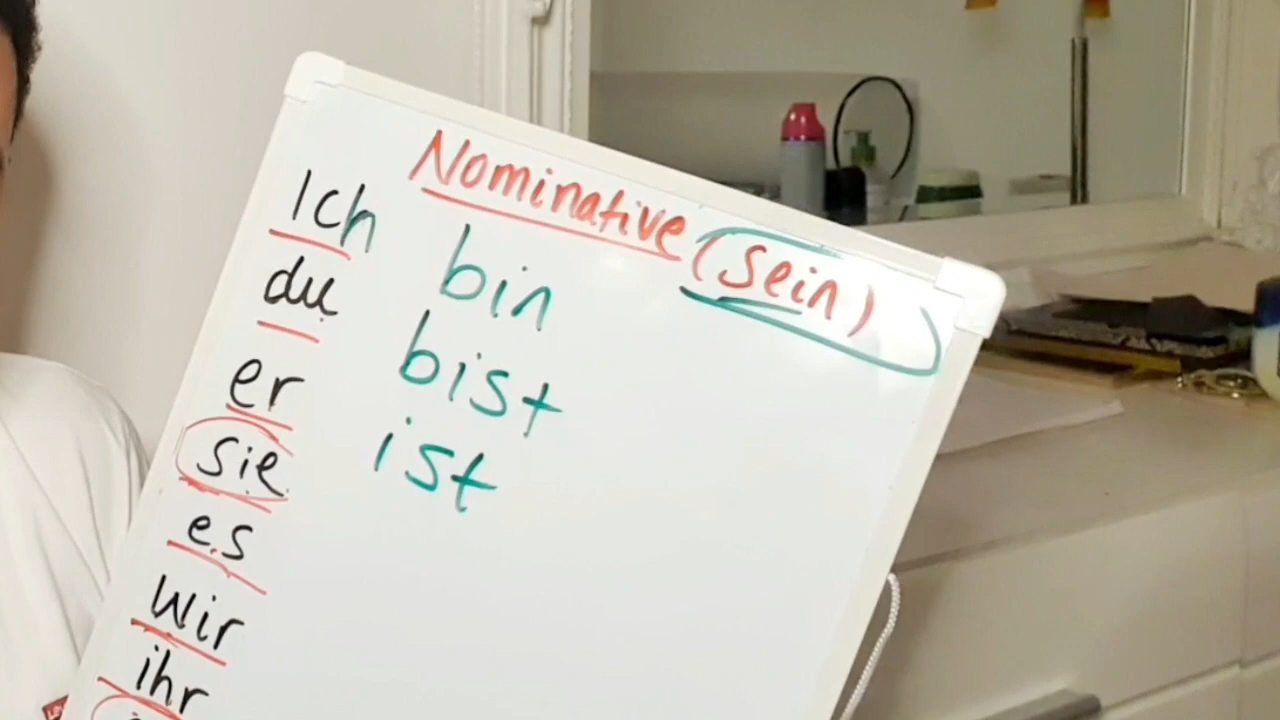 Nominative (sein)
Ich bin
du bist
er ist
sie
es
Wir
ihr